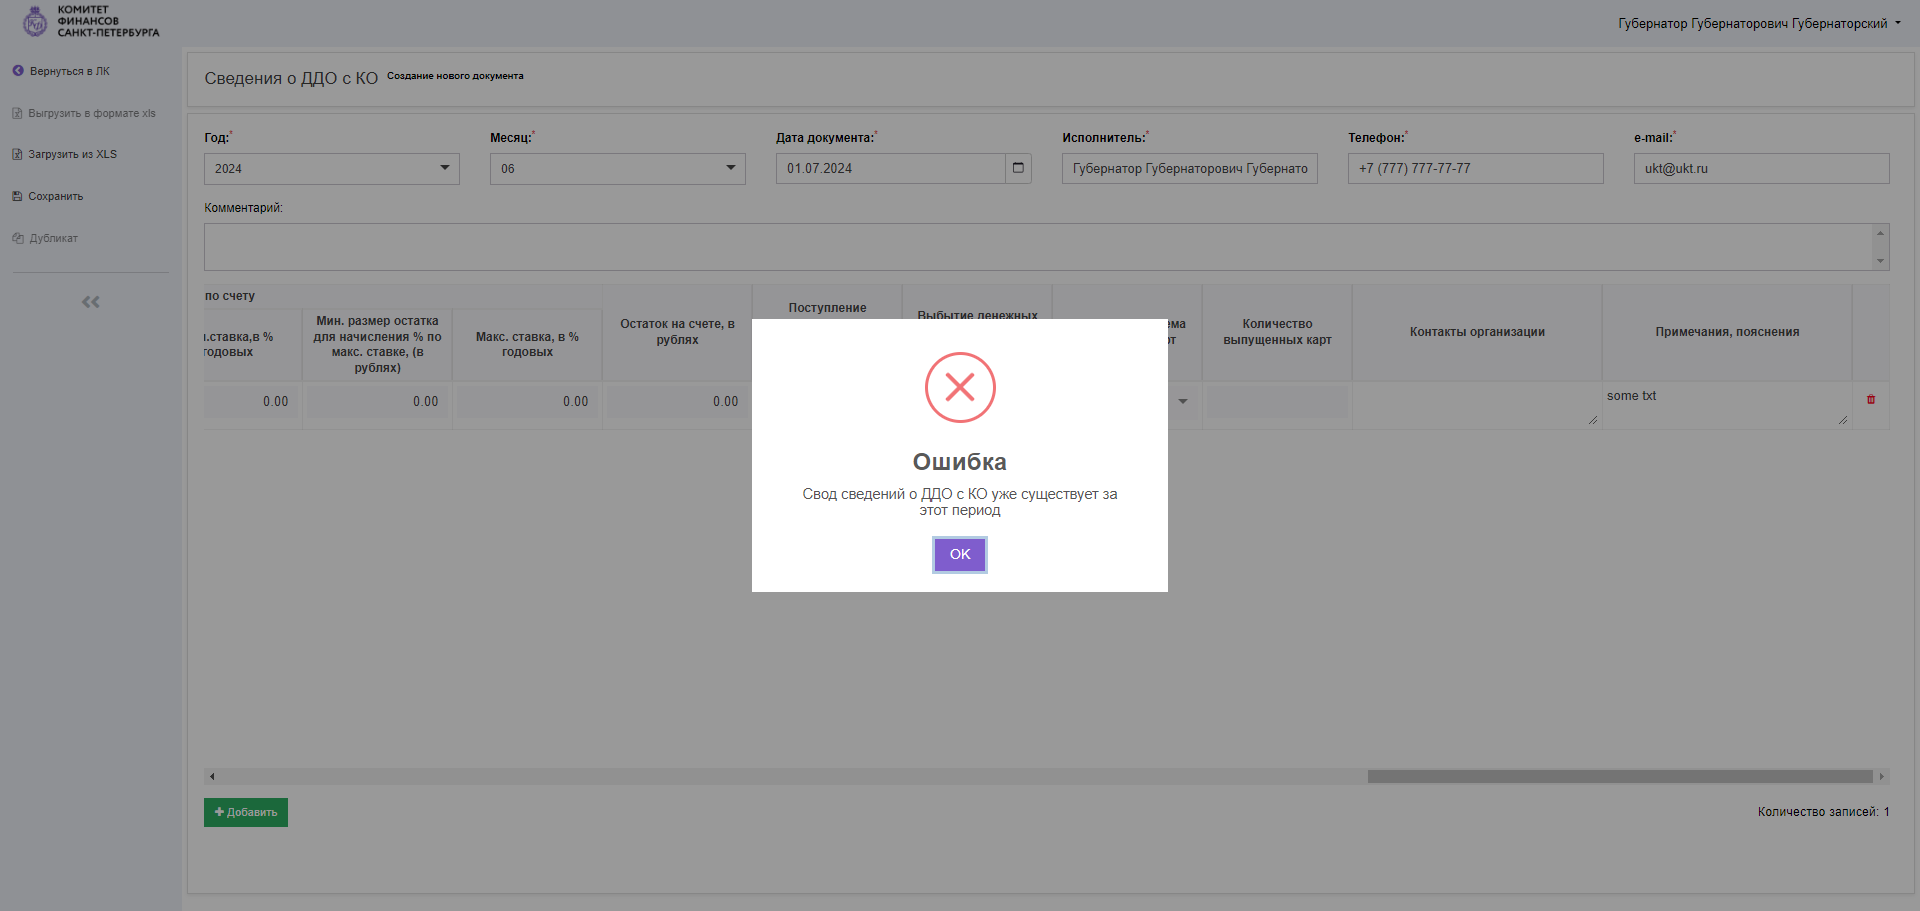 КОМИТЕТ
ФИНАНСОВ
САНКТ-ПЕТЕРБУРГА
Губернатор Губернаторович Губернаторский
Вернуться в ЛК
Выгрузить в формате xls
Загрузить из XLS
Сохранить
Дубликат
Сведения о ДДО с КО Создание нового документа
Год:* Месяц:* Дата документа:* Исполнитель:* Телефон:* e-mail:*
2024 06 01.07.2024 Губернатор Губернаторович Губернато +7 (777) 777-77-77 ukt@ukt.ru
Комментарий:
по счету
.ставка,в %
годовых
Мин. размер остатка
для начисления % по
макс. ставке, (в
рублях)
Макс. ставка, в %
годовых
Остаток на счете, в
рублях
Поступление
Выбытие денежных
Количество
выпущенных карт
Контакты организации
Примечания, пояснения
0.00 0.00 0.00 0.00 some txt
Ошибка
Свод сведений о ДДО с КО уже существует за
этот период
OK
Добавить
Количество записей: 1